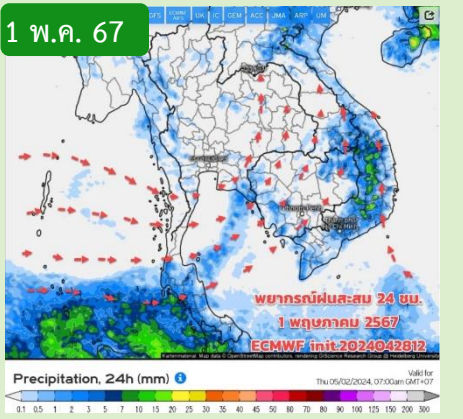 1 พ.ค. 67
GFS ECMWF AIFS UK IC GEM ACC JMA ARP UM
พยากรณ์ฝนสะสม 24 ชม.
1 พฤษภาคม 2567
ECMWF init.2024042812
Precipitation, 24h (mm)
Valid for
Thu 05/02/2024, 07:00am GMT+07
0.1 0.5 1 2 3 5 7 10 15 20 25 30 35 40 45 50 60 70 80 90 100 125 150 200 300